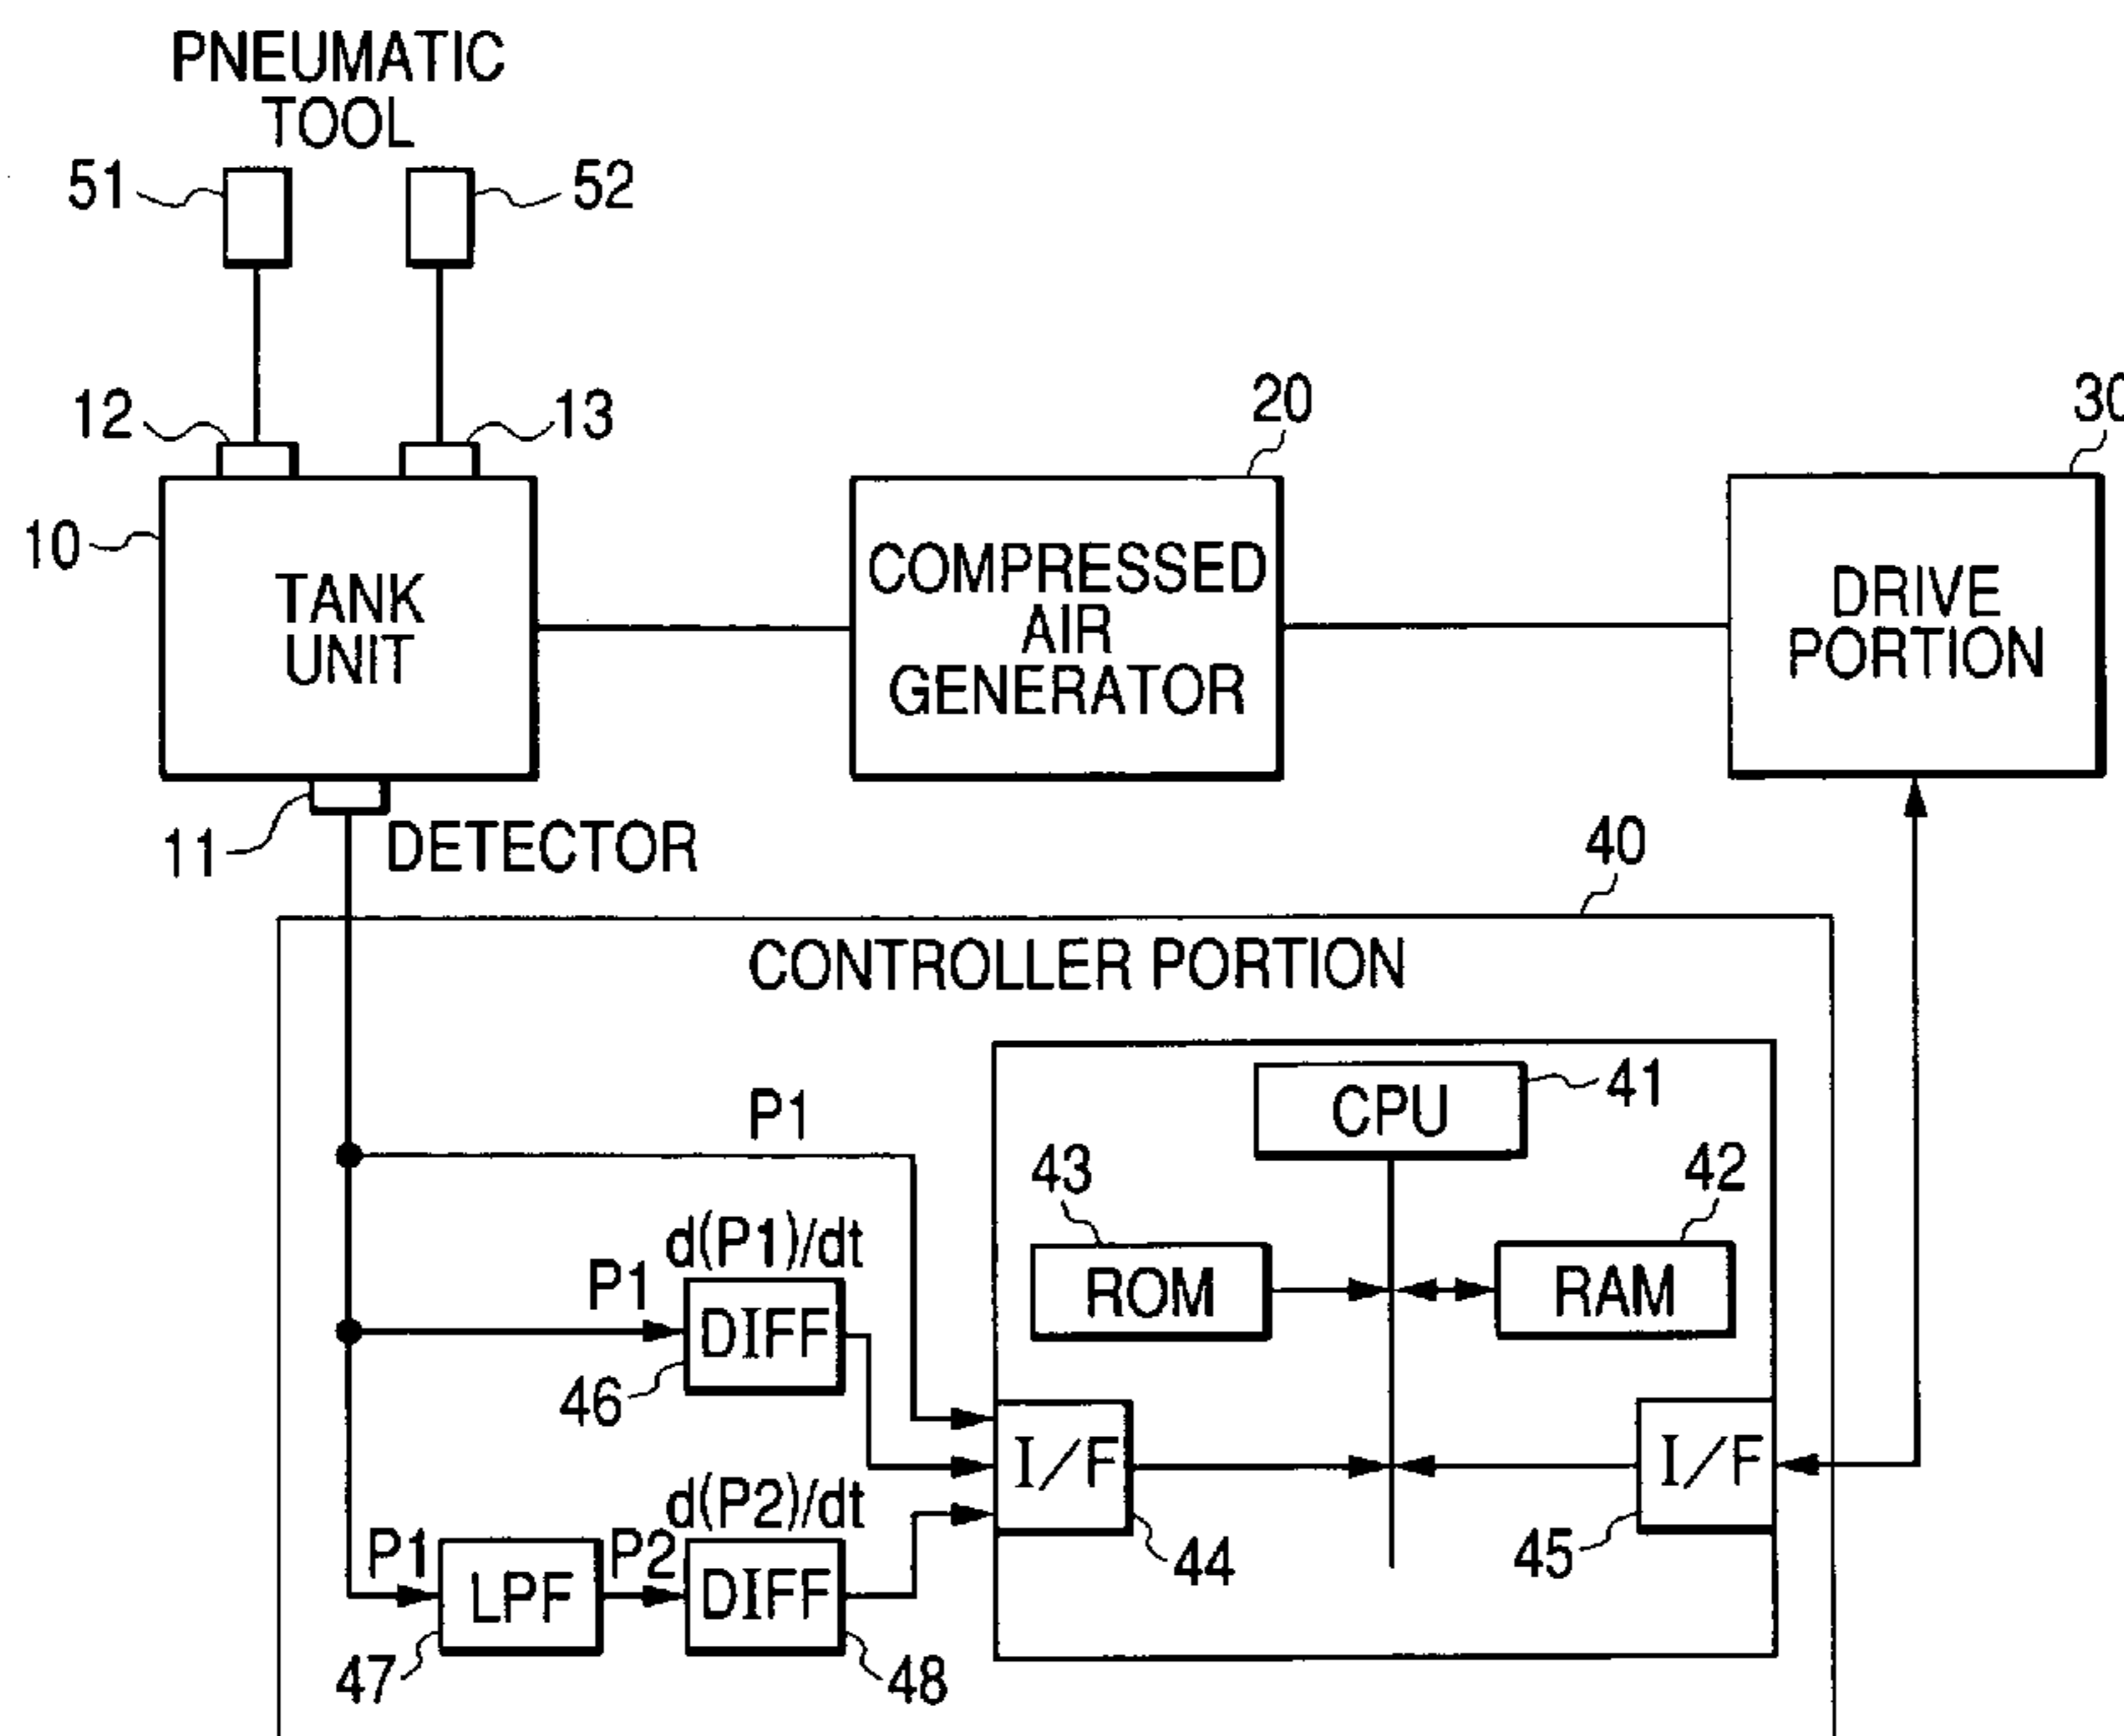 PNEUMATIC
TOOL
51
52
12
13
20
30
10
TANK
UNIT
COMPRESSED
AIR
GENERATOR
DRIVE
PORTION
11
DETECTOR
40
CONTROLLER PORTION
P1
CPU
41
43
42
d(P1)/dt
P1
DIFF
ROM
RAM
46
I/F
I/F
d(P2)/dt
P1
LPF
P2
DIFF
44
45
47
48